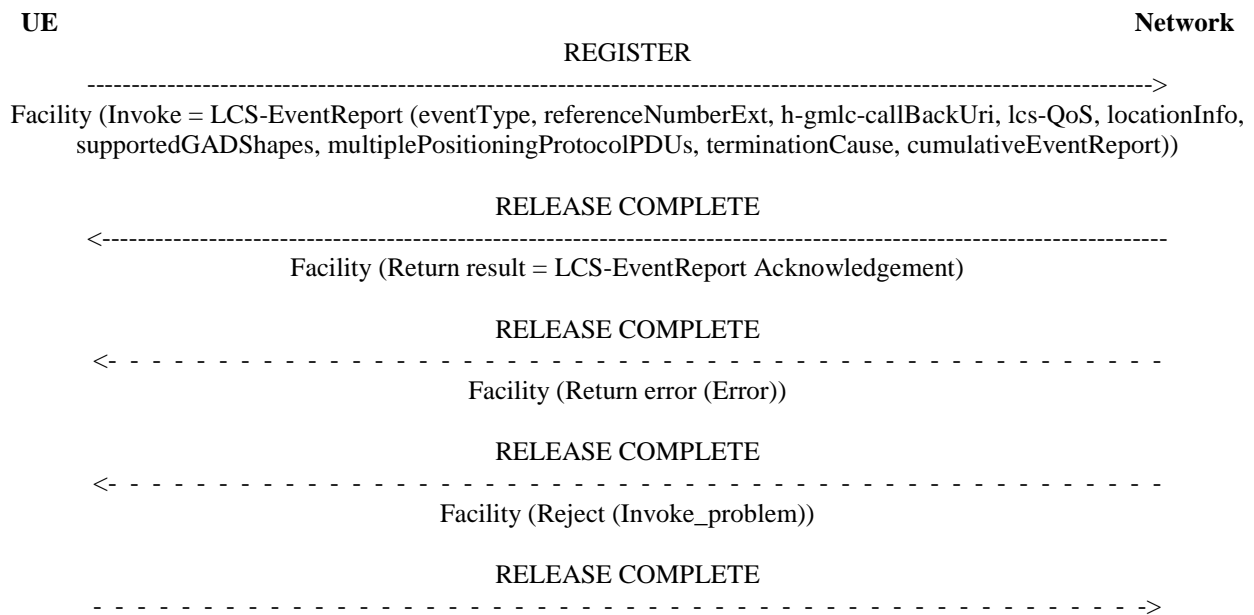 UE Network
REGISTER
Facility (Invoke = LCS-EventReport (eventType, referenceNumberExt, h-gmlc-callBackUri, lcs-QoS, locationInfo,
supportedGADShapes, multiplePositioningProtocolPDUs, terminationCause, cumulativeEventReport))
RELEASE COMPLETE
Facility (Return result = LCS-EventReport Acknowledgement)
RELEASE COMPLETE
Facility (Return error (Error))
RELEASE COMPLETE
Facility (Reject (Invoke_problem))
RELEASE COMPLETE